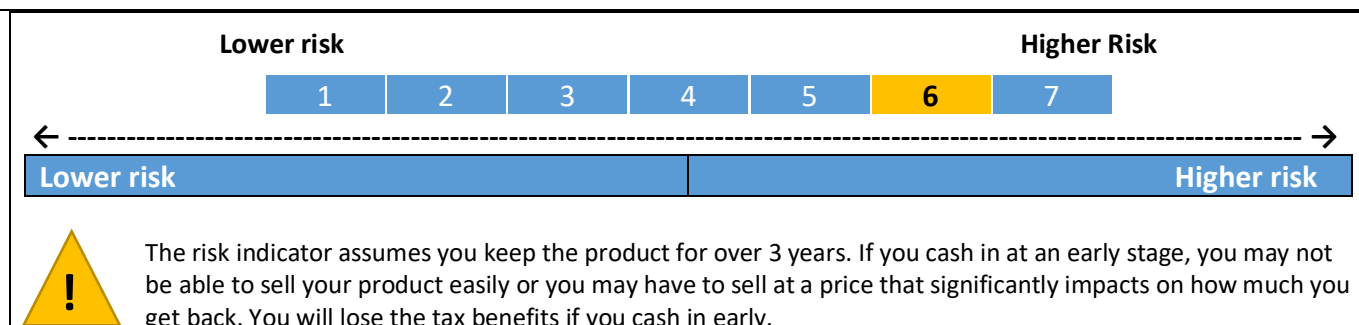 Lower risk Higher Risk
1 2 3 4 5 6 7
← ------------------------------------------------------------------------------------------------------------------------------- →
Lower risk Higher risk
The risk indicator assumes you keep the product for over 3 years. If you cash in at an early stage, you may not
! be able to sell your product easily or you may have to sell at a price that significantly impacts on how much you
get back. You will lose the tax benefits if you cash in early.